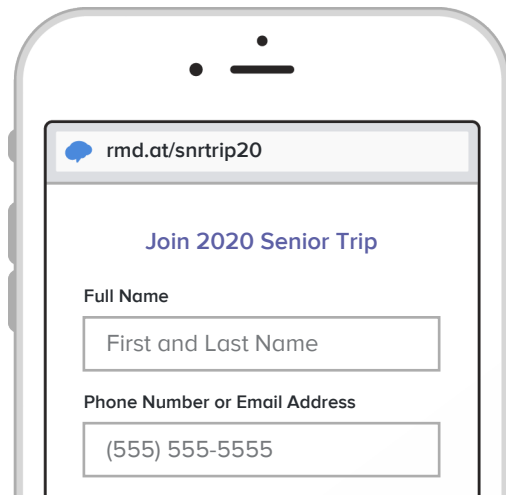 rmd.at/snrtrip20
Join 2020 Senior Trip
Full Name
First and Last Name
Phone Number or Email Address
(555) 555-5555